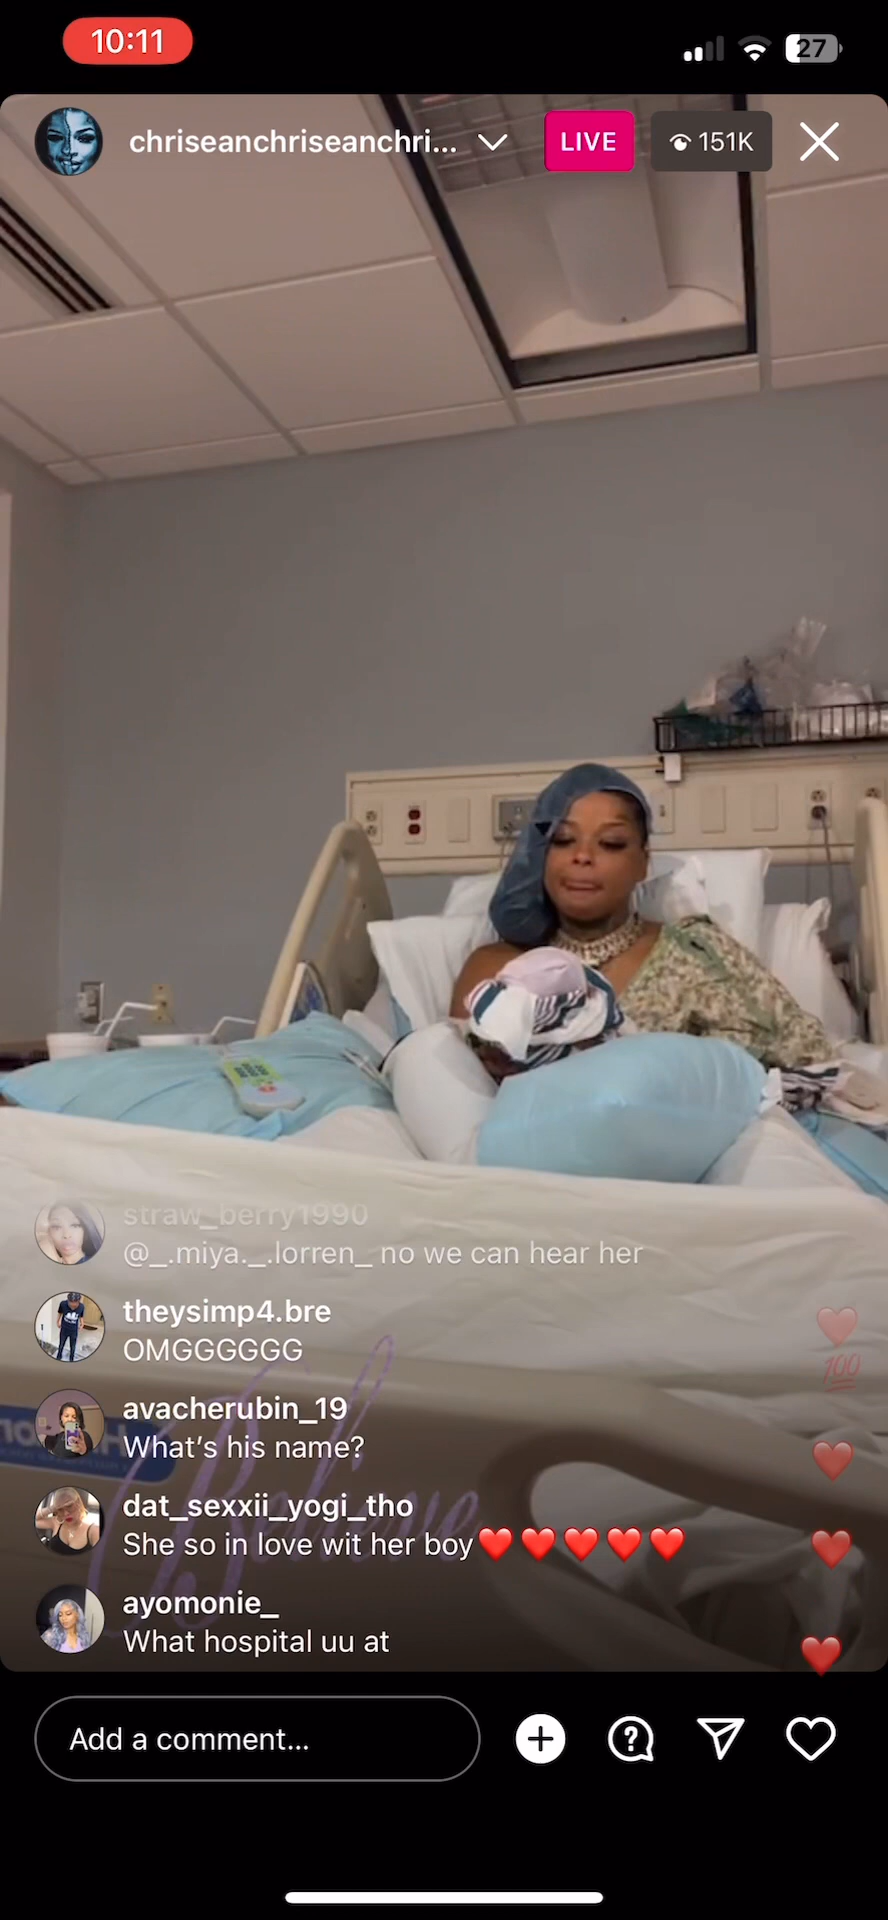 10:11
27
chriseanchriseanchri...
LIVE
151K
straw_berry1990
@_.miya._.lorren_ no we can hear her
theysimp4.bre
OMGGGGGG
💯
avacherubin_19
What's his name?
dat_sexxii_yogi_tho
She so in love wit her boy❤️❤️❤️❤️❤️
ayomonie_
What hospital uu at
Believe
Add a comment...